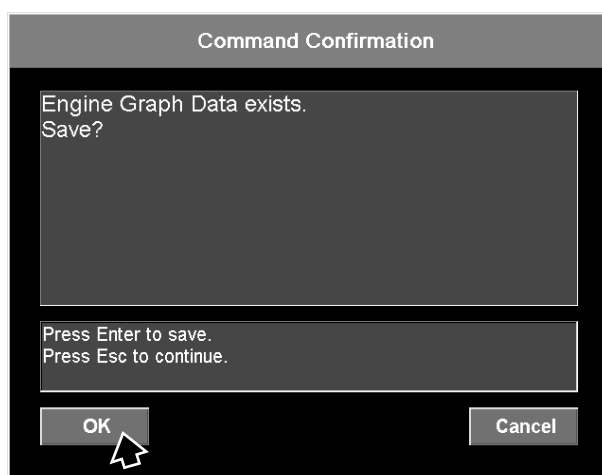 Command Confirmation
Engine Graph Data exists.
Save?
Press Enter to save.
Press Esc to continue.
OK
Cancel